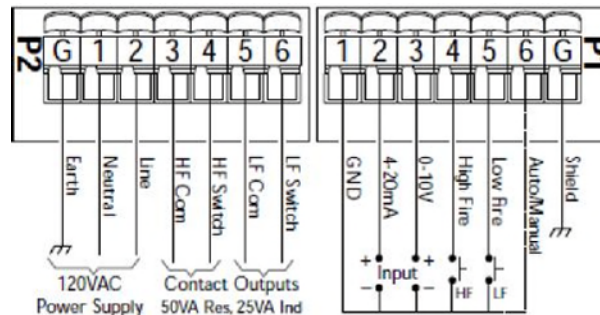 P2 G 1 2 3 4 5 6
1 2 3 4 5 6 G P1
Earth
Neutral
Line
HF Com
HF Switch
LF Com
LF Switch
GND
4-20mA
0-10V
High Fire
Low Fire
Auto/Manual
Shield
+ Input +
- -
HF
LF
120VAC
Power Supply
Contact Outputs
50VA Res, 25VA Ind